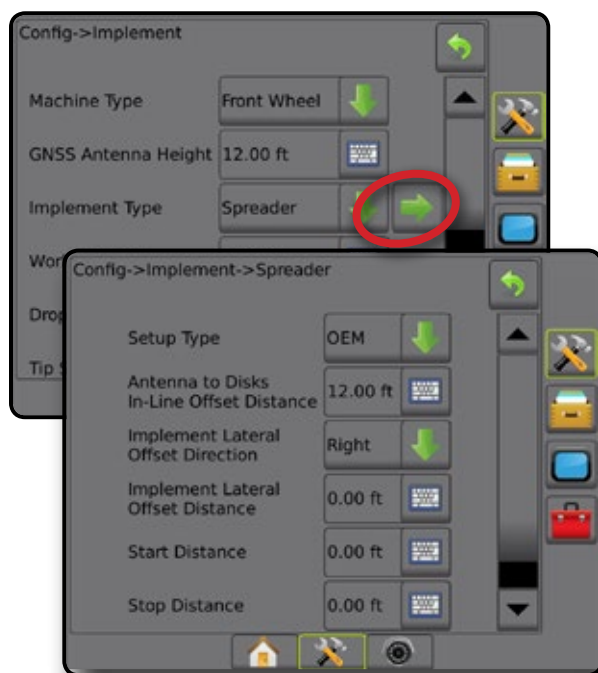 Config->Implement
Machine Type Front Wheel
GNSS Antenna Height 12.00 ft
Implement Type Spreader
Config->Implement->Spreader
Setup Type OEM
Antenna to Disks
In-Line Offset Distance 12.00 ft
Implement Lateral
Offset Direction Right
Implement Lateral
Offset Distance 0.00 ft
Start Distance 0.00 ft
Stop Distance 0.00 ft